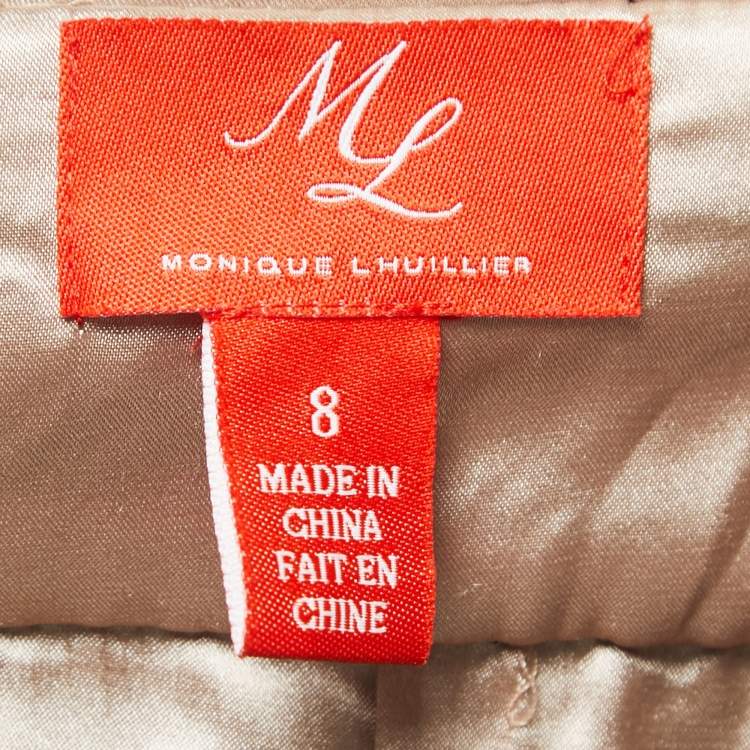 ML
MONIQUE LHUILLIER
8
MADE IN
CHINA
FAIT EN
CHINE